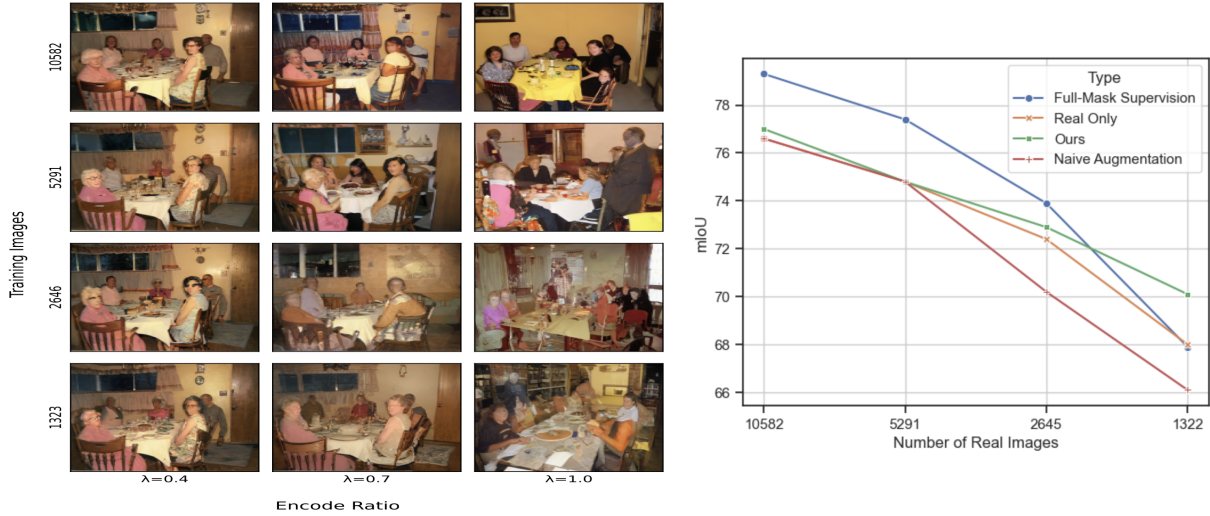 Training Images
10582
5291
2646
1323
λ=0.4
λ=0.7
λ=1.0
Encode Ratio
mIoU
78
76
74
72
70
68
66
Type
Full-Mask Supervision
Real Only
Ours
Naive Augmentation
10582
5291
2645
1322
Number of Real Images